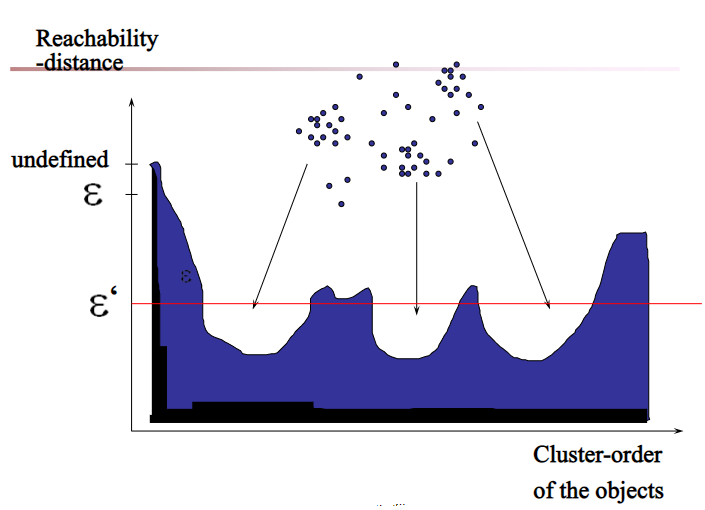 Reachability
-distance
undefined
ε
ε
ε‘
Cluster-order
of the objects